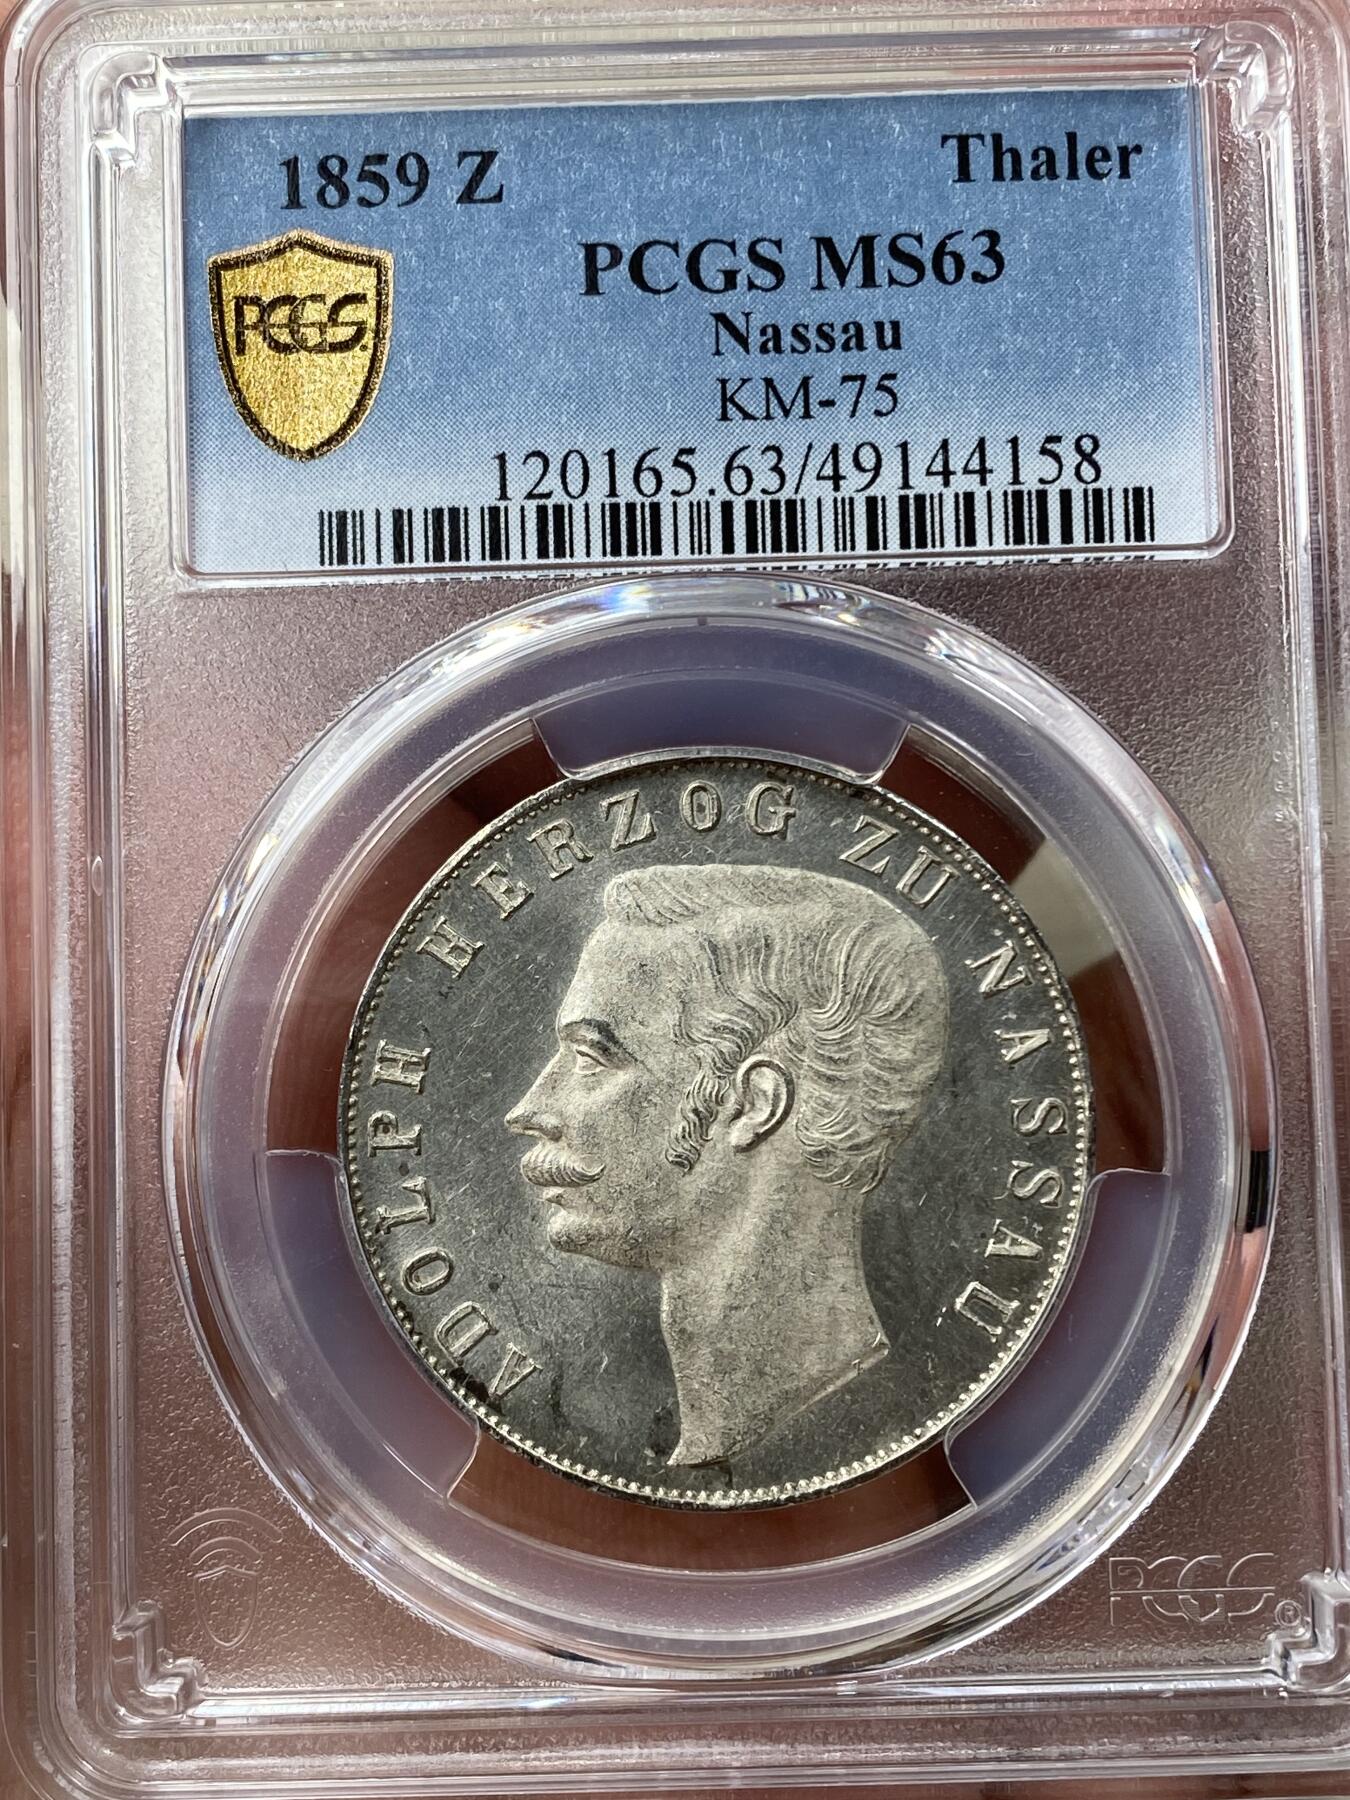 1859 Z Thaler
PCGS MS63
PCGS
Nassau
KM-75
120165.63/49144158
ADOLPH HERZOG ZU NASSAU
Z
PCGS®